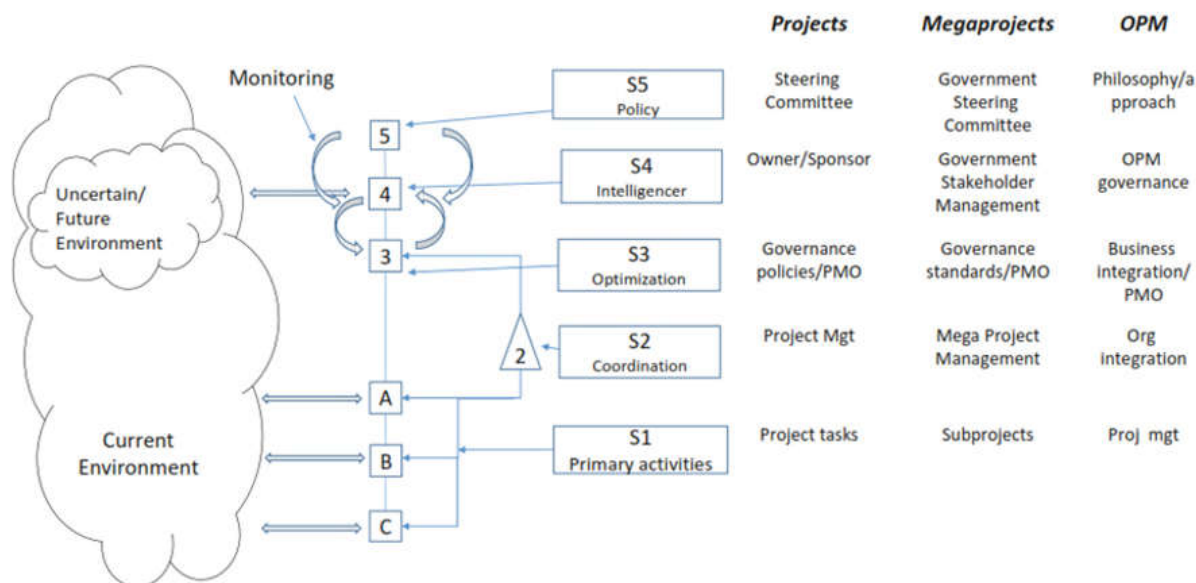 Projects
Megaprojects
OPM
Monitoring
S5
Policy
Steering
Committee
Government
Steering
Committee
Philosophy/a
pproach
5
S4
Intelligencer
Owner/Sponsor
Government
Stakeholder
Management
OPM
governance
4
Uncertain/
Future
Environment
3
S3
Optimization
Governance
policies/PMO
Governance
standards/PMO
Business
integration/
PMO
2
S2
Coordination
Project Mgt
Mega Project
Management
Org
integration
A
Current
Environment
B
S1
Primary activities
Project tasks
Subprojects
Proj mgt
C